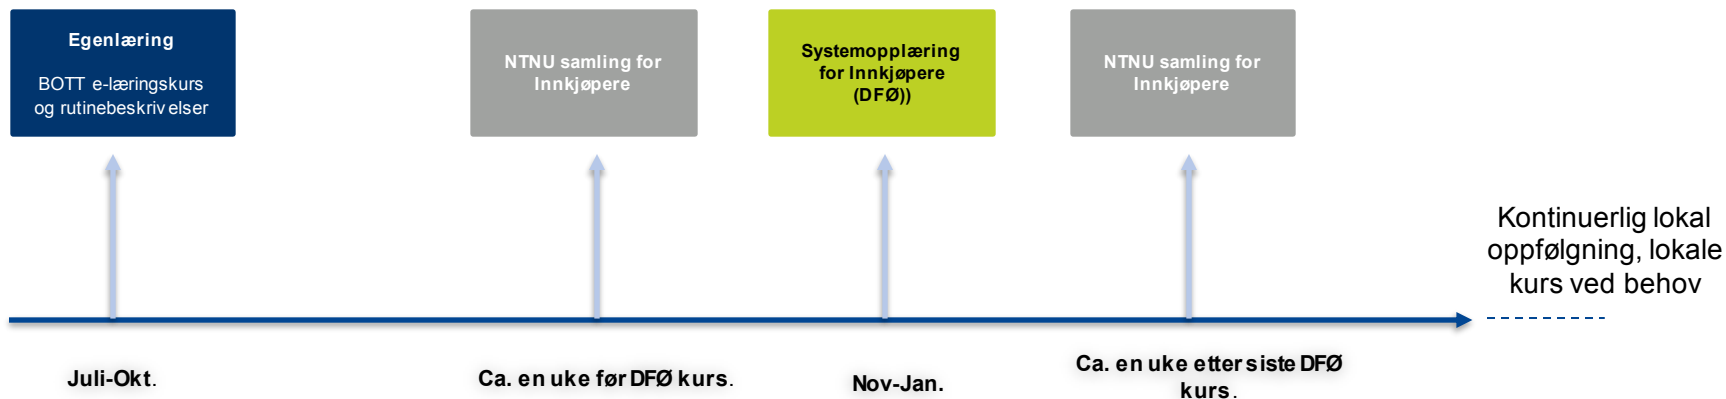 Egenlæring
BOTT e-læringskurs
og rutinebeskrivelser
NTNU samling for
Innkjøpere
Systemopplæring
for Innkjøpere
(DFØ))
NTNU samling for
Innkjøpere
Kontinuerlig lokal
oppfølgning, lokale
kurs ved behov
Juli-Okt.
Ca. en uke før DFØ kurs.
Nov-Jan.
Ca. en uke etter siste DFØ
kurs.